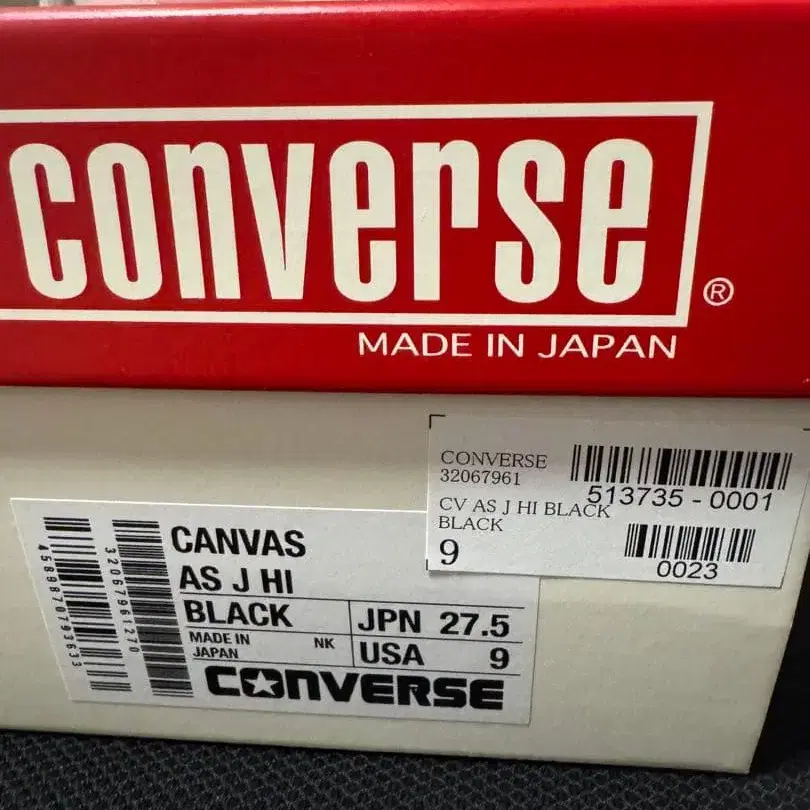 converse
®
MADE IN JAPAN
CONVERSE
32067961
513735 - 0001
CV AS J HI BLACK
BLACK
9
0023
CANVAS
AS J HI
BLACK
JPN 27.5
MADE IN
JAPAN
NK
USA 9
CONVERSE
4589870793633
32067961270